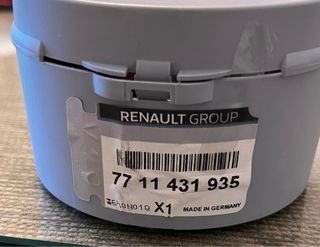 RENAULT GROUP
77 11 431 935
X1 MADE IN GERMANY